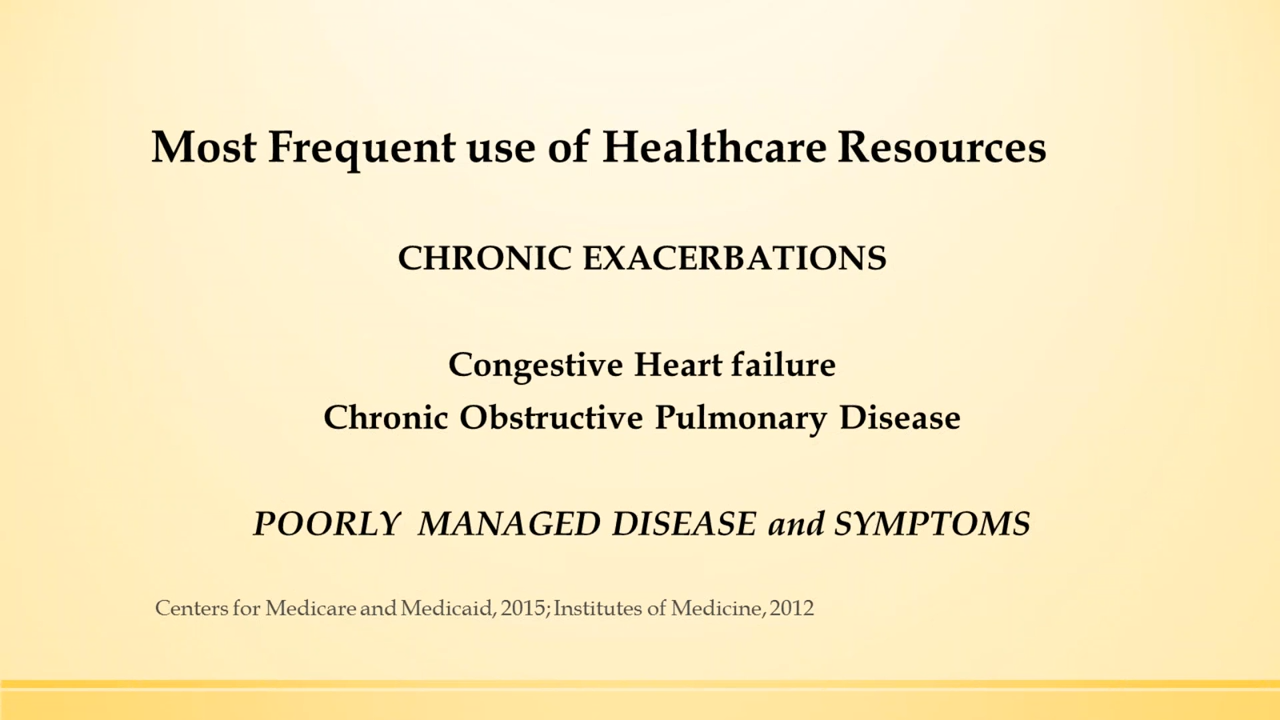 Most Frequent use of Healthcare Resources
CHRONIC EXACERBATIONS
Congestive Heart failure
Chronic Obstructive Pulmonary Disease
POORLY MANAGED DISEASE and SYMPTOMS
Centers for Medicare and Medicaid, 2015; Institutes of Medicine, 2012